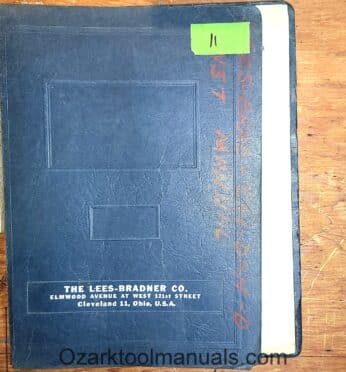 11
THE LEES-BRADNER CO.
ELMWOOD AVENUE AT WEST 121ST STREET
Cleveland 11, Ohio, U.S.A.
Ozarktoolmanuals.com